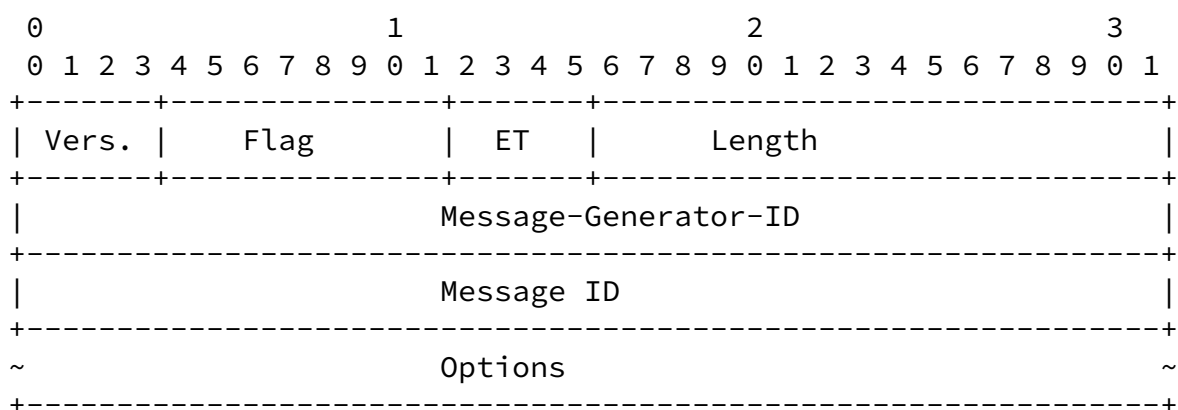 0                   1                   2                   3
 0 1 2 3 4 5 6 7 8 9 0 1 2 3 4 5 6 7 8 9 0 1 2 3 4 5 6 7 8 9 0 1
+-------+---------------+-------+-------------------------------+
| Vers. |    Flag       |  ET   |      Length                   |
+-------+---------------+-------+-------------------------------+
|                       Message-Generator-ID                    |
+---------------------------------------------------------------+
|                       Message ID                              |
+---------------------------------------------------------------+
~                       Options                                 ~
+---------------------------------------------------------------+